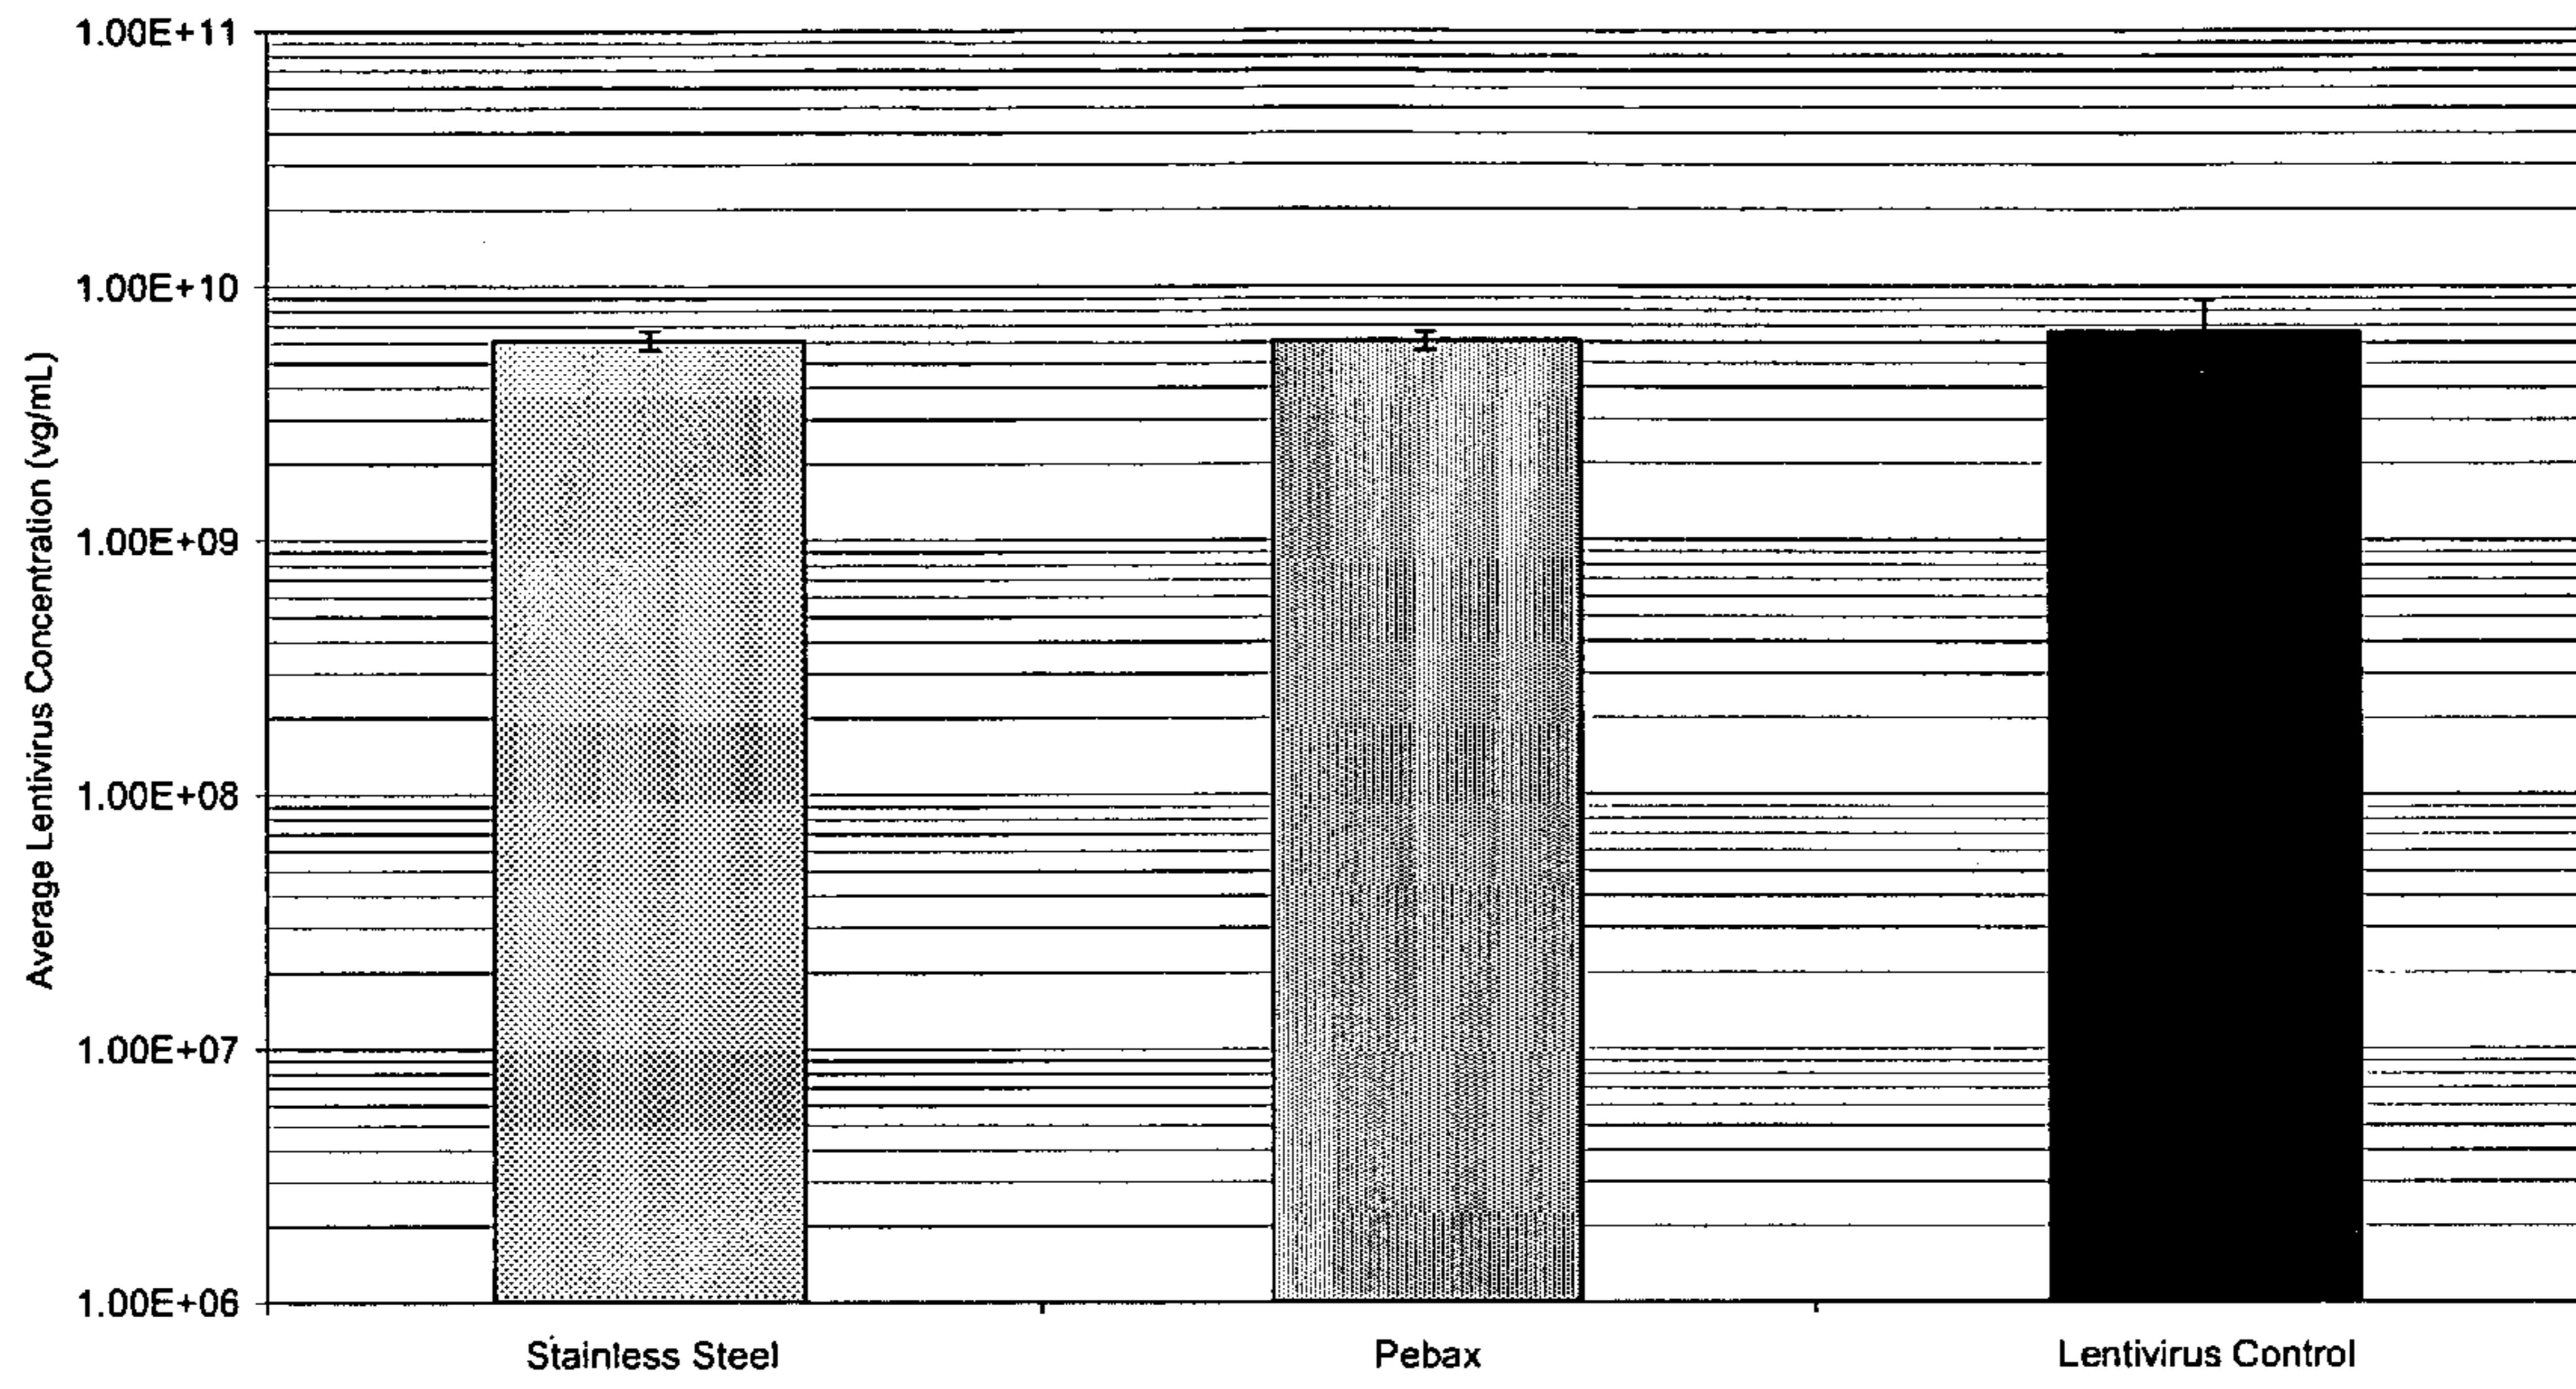 1.00E+11
1.00E+10
1.00E+09
1.00E+08
1.00E+07
1.00E+06
Average Lentivirus Concentration (vg/mL)
Stainless Steel
Pebax
Lentivirus Control